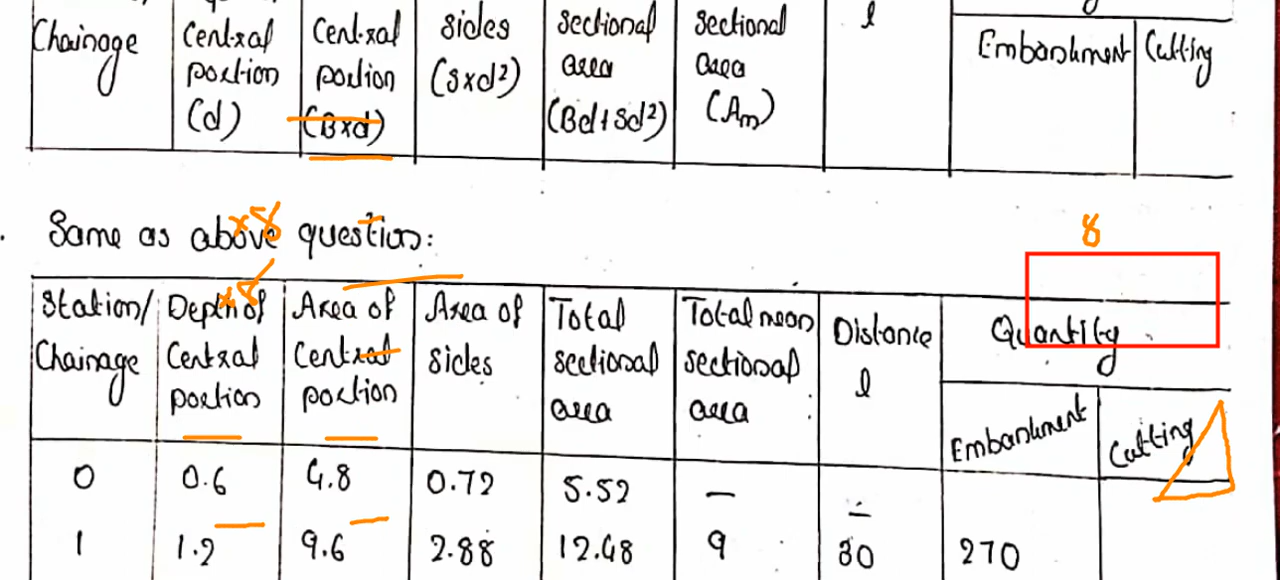 Chainage
Central
portion
(d)
Central
portion
(B×d)
sides
(S×d²)
sectional
area
(Bd+Sd²)
sectional
area
(Am)
l
Embankment
Cutting
Same as above question:
×8
×8
8
Station/
Chainage
Depth of
Central
portion
Area of
Central
portion
Area of
sides
Total
sectional
area
Total mean
sectional
area
Distance
l
Quantity
Embankment
Cutting
0 0.6 4.8 0.72 5.52 — —
1 1.2 9.6 2.88 12.48 9 30 270